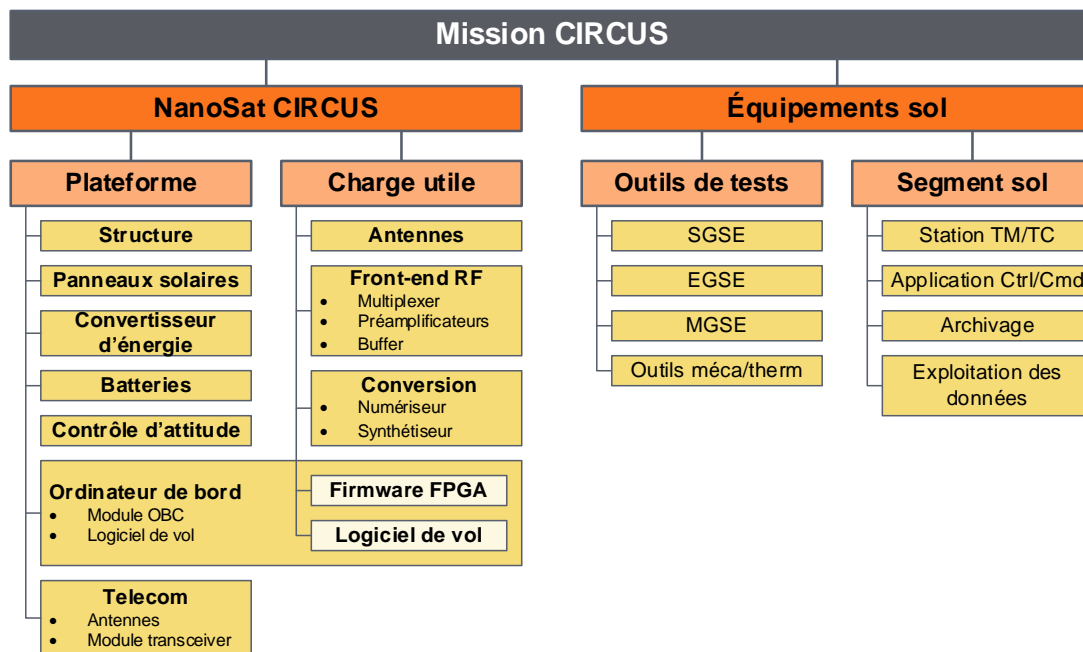 Mission CIRCUS
NanoSat CIRCUS
Équipements sol
Plateforme
Charge utile
Outils de tests
Segment sol
Structure
Panneaux solaires
Convertisseur
d'énergie
Batteries
Contrôle d'attitude
Ordinateur de bord
• Module OBC
• Logiciel de vol
Telecom
• Antennes
• Module transceiver
Antennes
Front-end RF
• Multiplexer
• Préamplificateurs
• Buffer
Conversion
• Numériseur
• Synthétiseur
Firmware FPGA
Logiciel de vol
SGSE
EGSE
MGSE
Outils méca/therm
Station TM/TC
Application Ctrl/Cmd
Archivage
Exploitation des
données